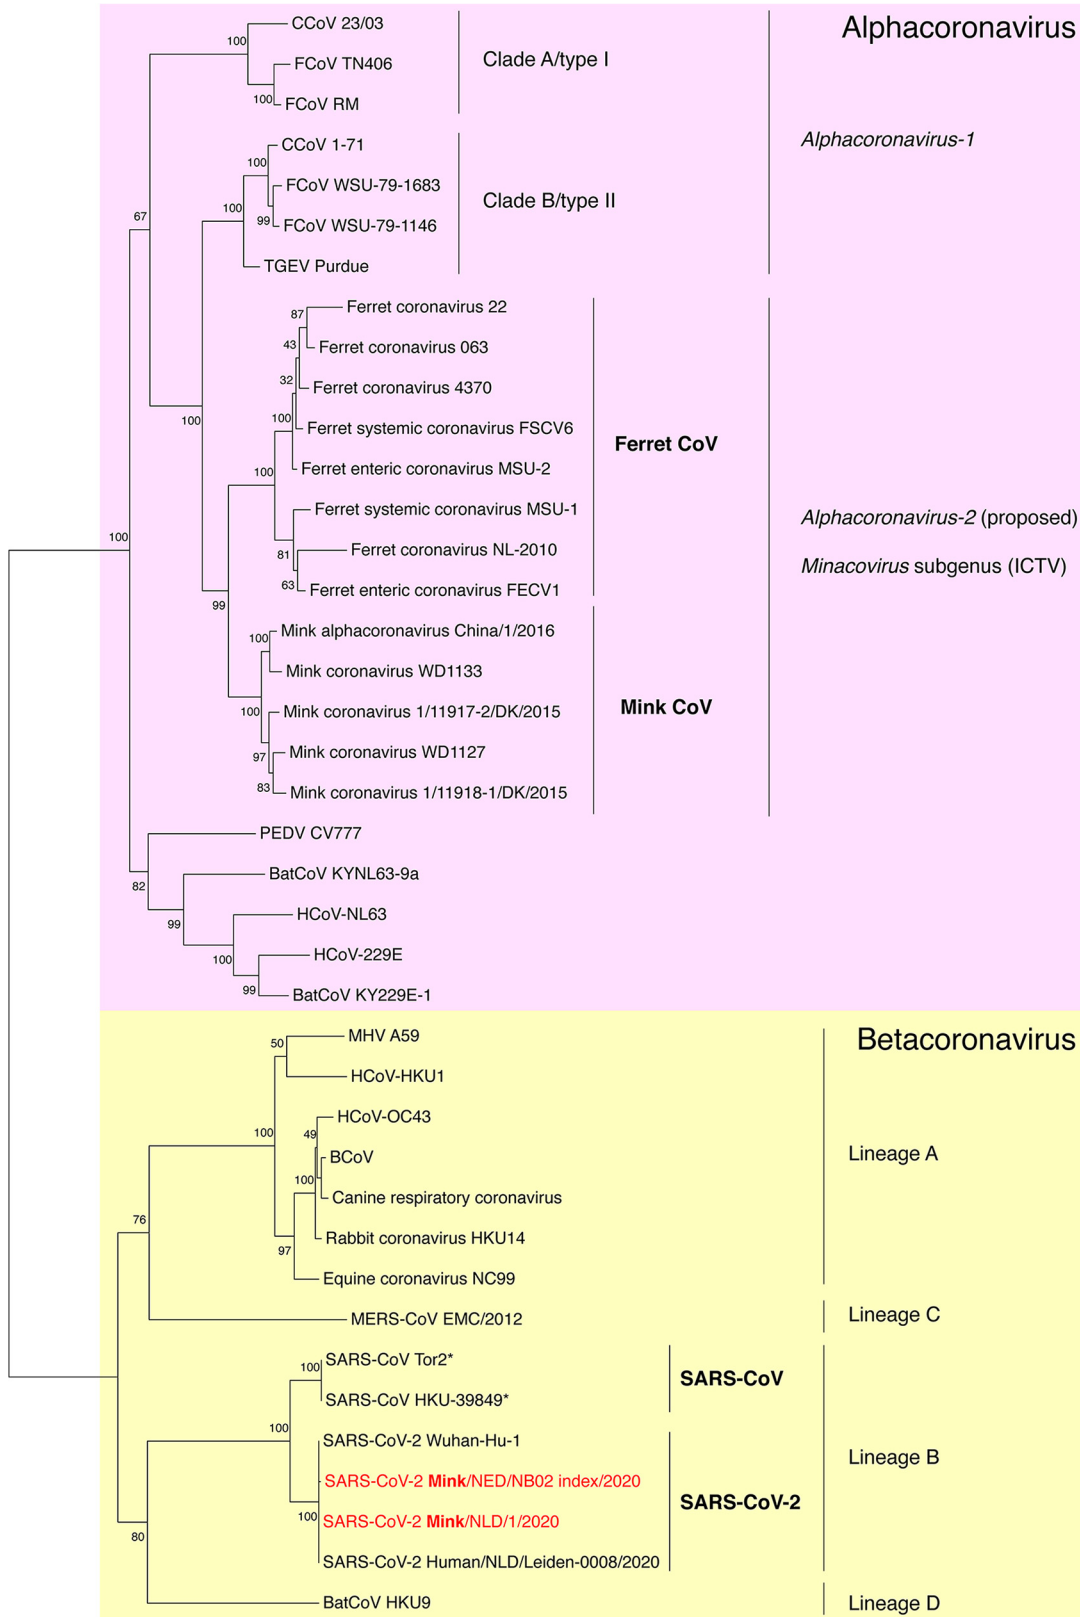 Alphacoronavirus
CCoV 23/03
100
FCoV TN406
Clade A/type I
100
FCoV RM
CCoV 1-71
Alphacoronavirus-1
100
FCoV WSU-79-1683
Clade B/type II
100
99
FCoV WSU-79-1146
67
TGEV Purdue
Ferret coronavirus 22
87
43
Ferret coronavirus 063
32
Ferret coronavirus 4370
100
100
Ferret systemic coronavirus FSCV6
Ferret CoV
100
Ferret enteric coronavirus MSU-2
Ferret systemic coronavirus MSU-1
Alphacoronavirus-2 (proposed)
100
81
Ferret coronavirus NL-2010
Minacovirus subgenus (ICTV)
63
Ferret enteric coronavirus FECV1
99
Mink alphacoronavirus China/1/2016
100
Mink coronavirus WD1133
100
Mink coronavirus 1/11917-2/DK/2015
Mink CoV
97
Mink coronavirus WD1127
83
Mink coronavirus 1/11918-1/DK/2015
PEDV CV777
82
BatCoV KYNL63-9a
99
HCoV-NL63
100
HCoV-229E
99
BatCoV KY229E-1
Betacoronavirus
MHV A59
50
HCoV-HKU1
HCoV-OC43
100
49
BCoV
Lineage A
100
Canine respiratory coronavirus
76
Rabbit coronavirus HKU14
97
Equine coronavirus NC99
MERS-CoV EMC/2012
Lineage C
SARS-CoV Tor2*
100
SARS-CoV
SARS-CoV HKU-39849*
100
SARS-CoV-2 Wuhan-Hu-1
Lineage B
SARS-CoV-2 Mink/NED/NB02 index/2020
SARS-CoV-2
100
SARS-CoV-2 Mink/NLD/1/2020
80
SARS-CoV-2 Human/NLD/Leiden-0008/2020
BatCoV HKU9
Lineage D